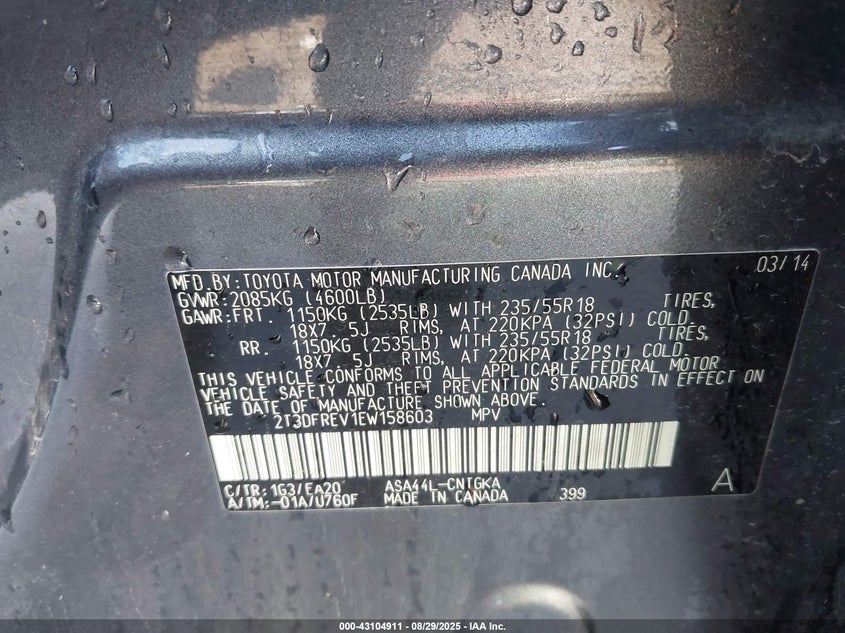 MFD. BY: TOYOTA MOTOR MANUFACTURING CANADA INC. 03/14
GVWR: 2085KG (4600LB)
GAWR: FRT. 1150KG (2535LB) WITH 235/55R18 TIRES,
18X7. 5J RIMS, AT 220KPA (32PSI) COLD.
RR. 1150KG (2535LB) WITH 235/55R18 TIRES,
18X7. 5J RIMS, AT 220KPA (32PSI) COLD.
THIS VEHICLE CONFORMS TO ALL APPLICABLE FEDERAL MOTOR
VEHICLE SAFETY AND THEFT PREVENTION STANDARDS IN EFFECT ON
THE DATE OF MANUFACTURE SHOWN ABOVE.
2T3DFREV1EW158603 MPV
C/TR: 1G3/EA20 ASA44L-CNTGKA
A/TM: -01A/U760F MADE IN CANADA 399 A
000-43104911 - 08/29/2025 - IAA Inc.